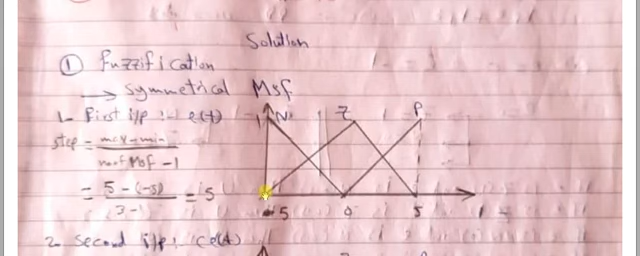 Solution
① Fuzzification
→ symmetrical Msf
1- First i/p :- e(t)
N Z P
step = max-min / no of Msf -1
= 5-(-5) / (3-1) = 5
-5 0 5
2- Second i/p : ce(t)